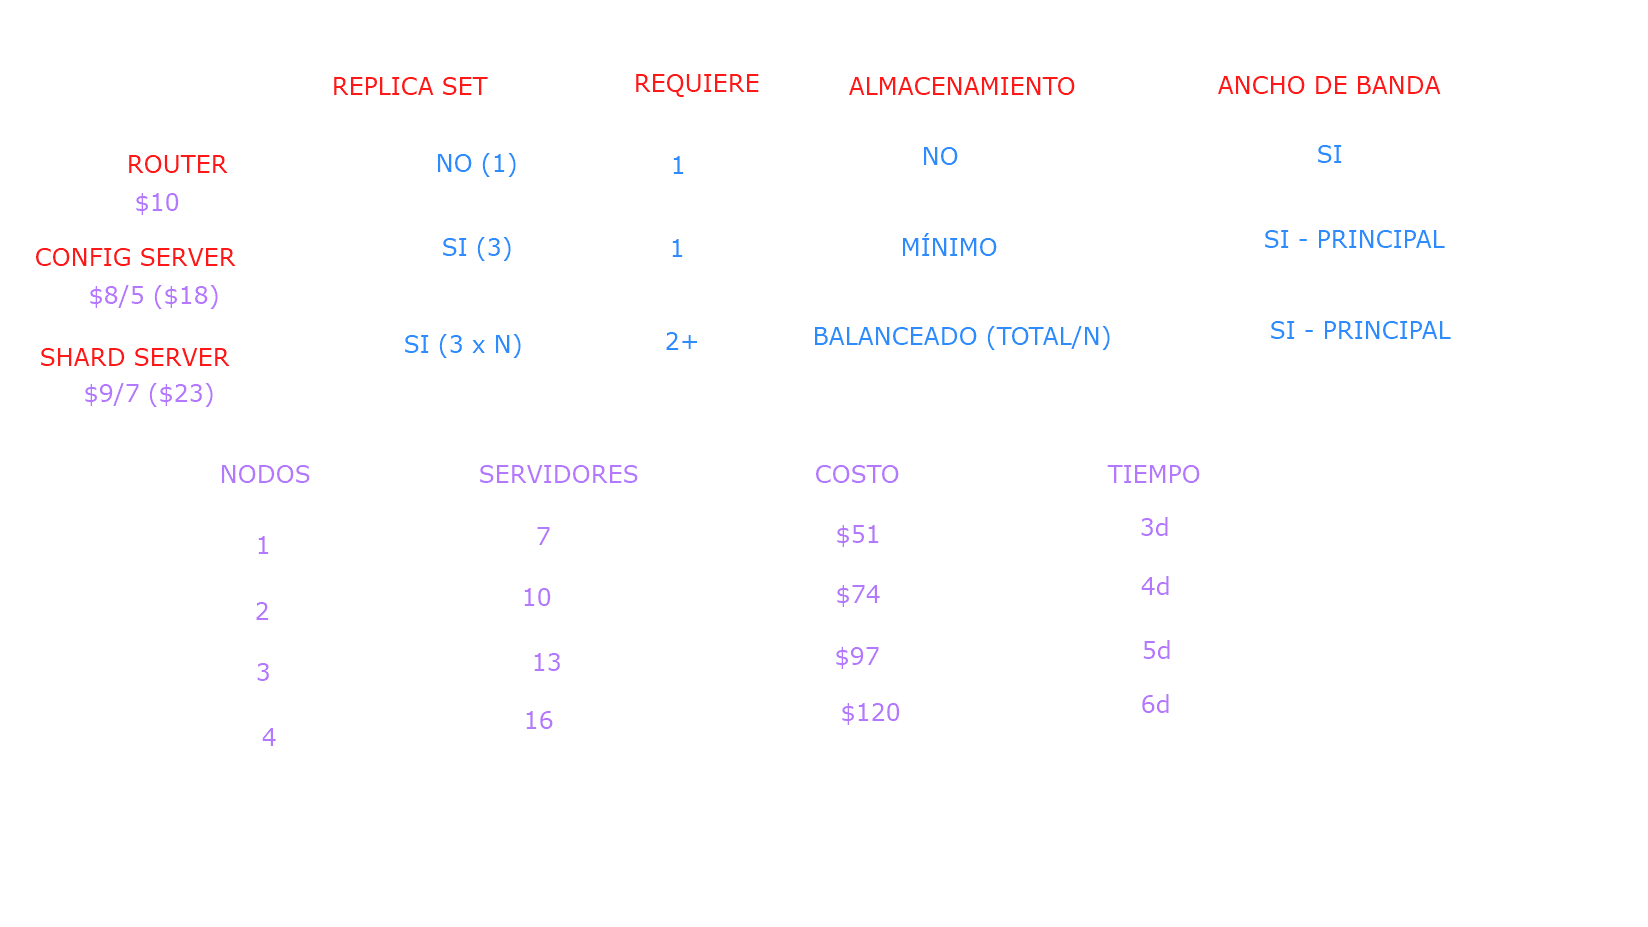 REPLICA SET REQUIERE ALMACENAMIENTO ANCHO DE BANDA
ROUTER NO (1) 1 NO SI
$10
CONFIG SERVER SI (3) 1 MÍNIMO SI - PRINCIPAL
$8/5 ($18)
SHARD SERVER SI (3 x N) 2+ BALANCEADO (TOTAL/N) SI - PRINCIPAL
$9/7 ($23)
NODOS SERVIDORES COSTO TIEMPO
1 7 $51 3d
2 10 $74 4d
3 13 $97 5d
4 16 $120 6d